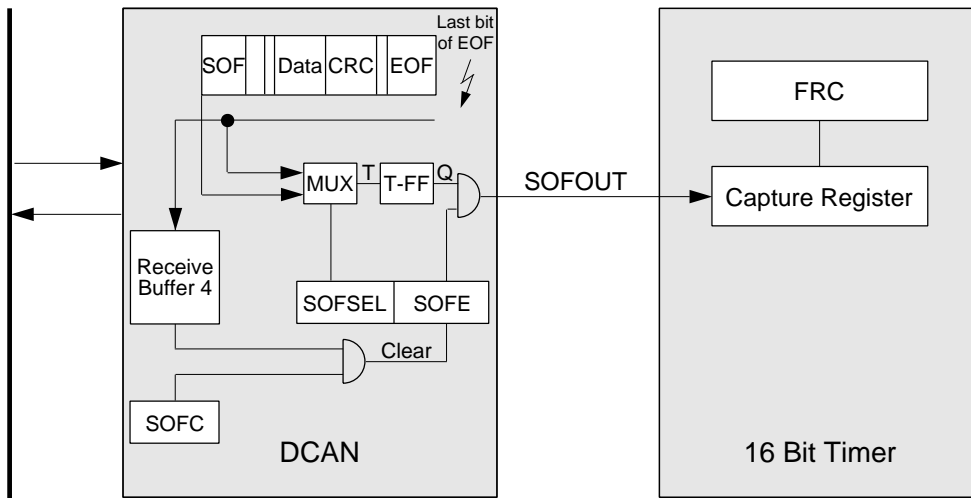 Last bit
of EOF
SOF
Data
CRC
EOF
FRC
MUX
T
T-FF
Q
SOFOUT
Capture Register
Receive
Buffer 4
SOFSEL
SOFE
Clear
SOFC
DCAN
16 Bit Timer